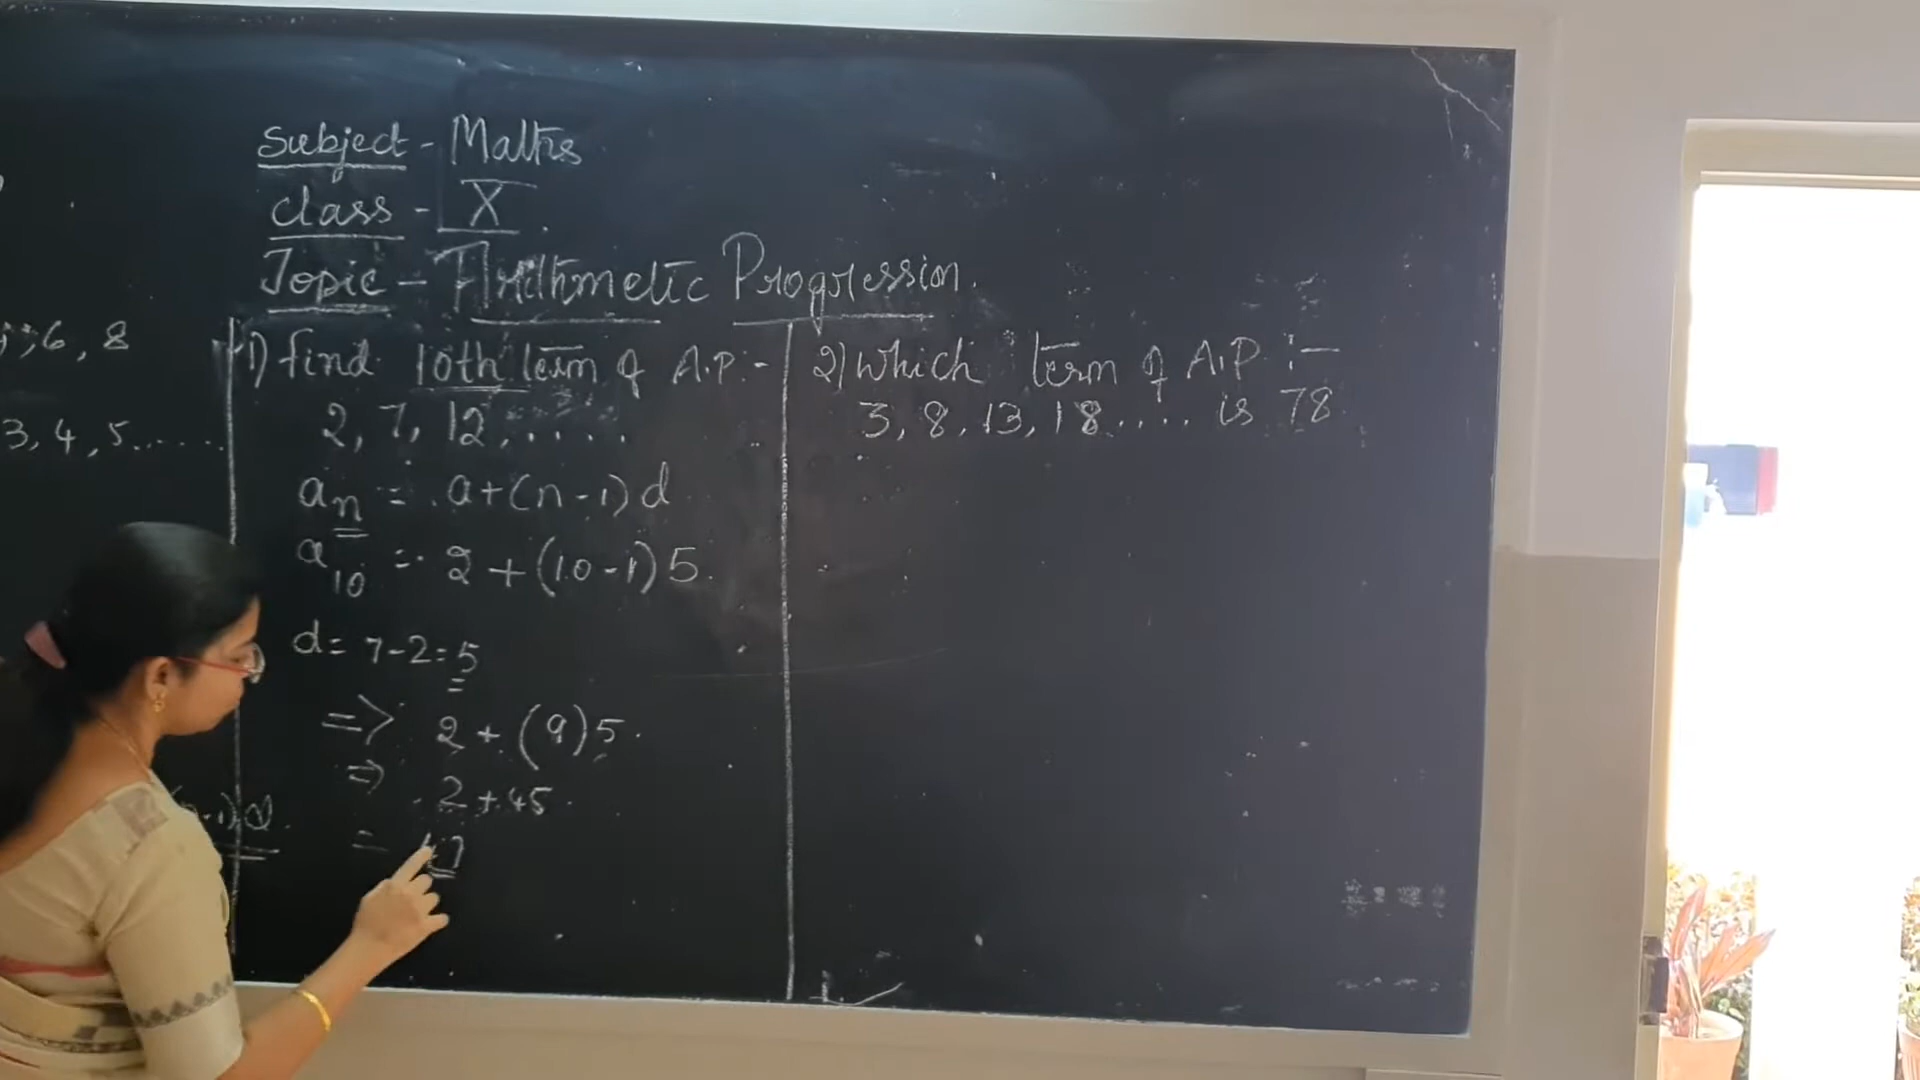 Subject - Maths
Class - X
Topic - Arithmetic Progression.
6, 8
3, 4, 5......
1) find 10th term of A.P:-
2, 7, 12, ....
an = a+(n-1)d
a10 = 2+(10-1)5.
d= 7-2=5
=> 2+(9)5.
=> 2+45.
= 47
-1)d.
2) Which term of A.P :-
3, 8, 13, 18.... is 78.